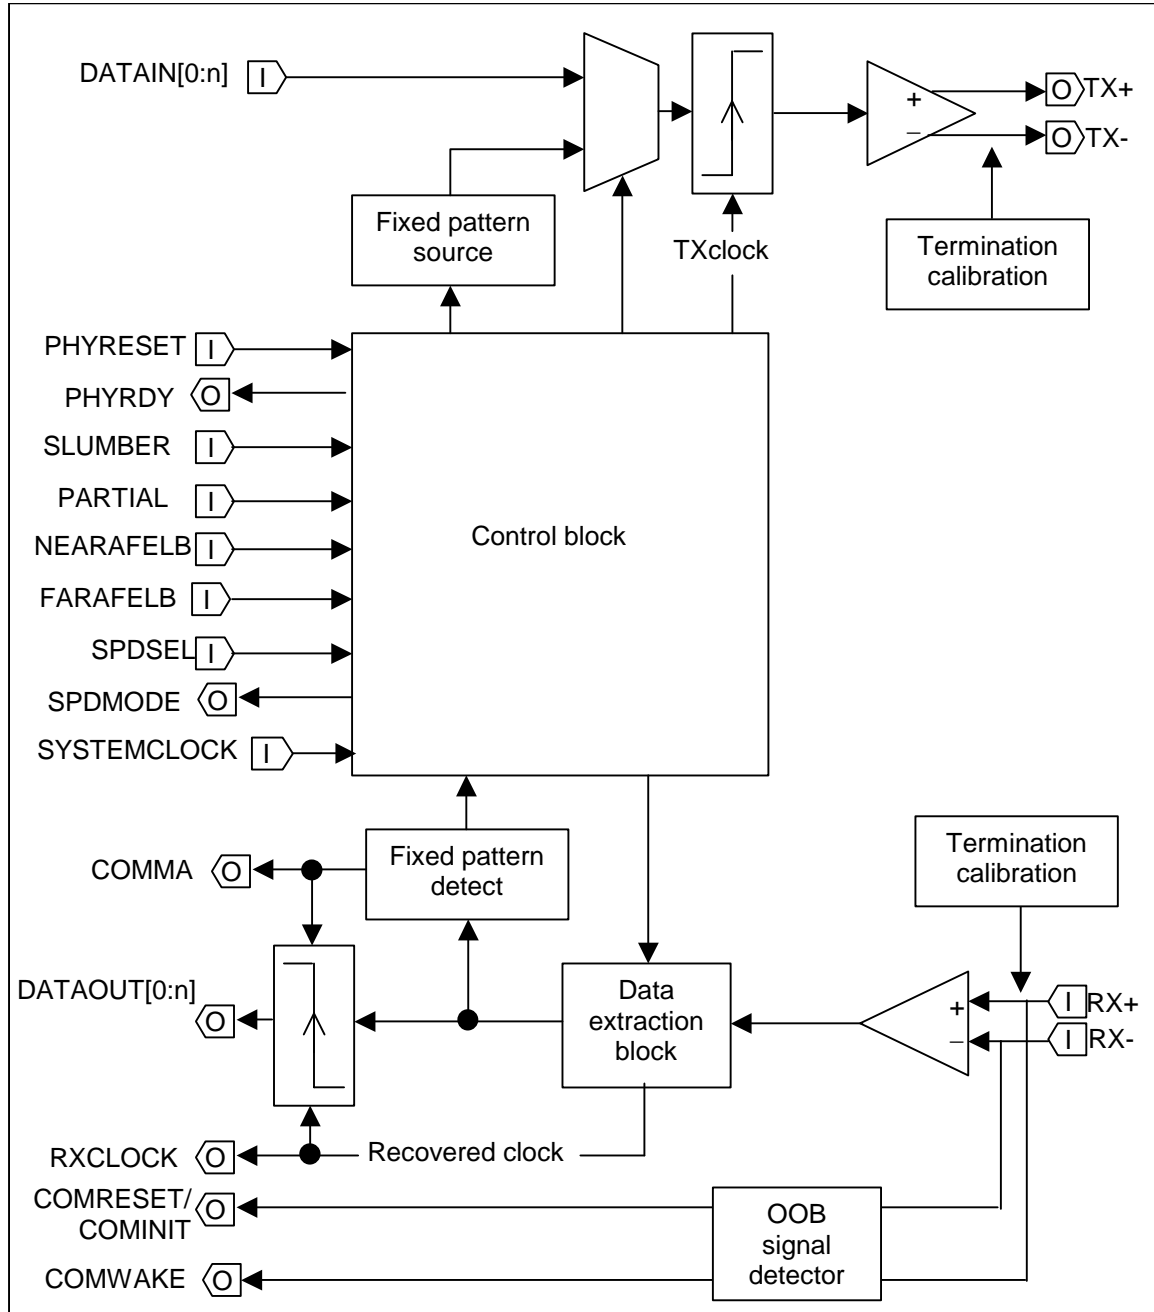 DATAIN[0:n] I
+
−
O TX+
O TX-
Fixed pattern
source
TXclock
Termination
calibration
PHYRESET I
PHYRDY O
SLUMBER I
PARTIAL I
NEARAFELB I
FARAFELB I
SPDSEL I
SPDMODE O
SYSTEMCLOCK I
Control block
COMMA O
Fixed pattern
detect
Termination
calibration
DATAOUT[0:n]
O
Data
extraction
block
+
−
I RX+
I RX-
RXCLOCK O
Recovered clock
COMRESET/
COMINIT
O
OOB
signal
detector
COMWAKE O